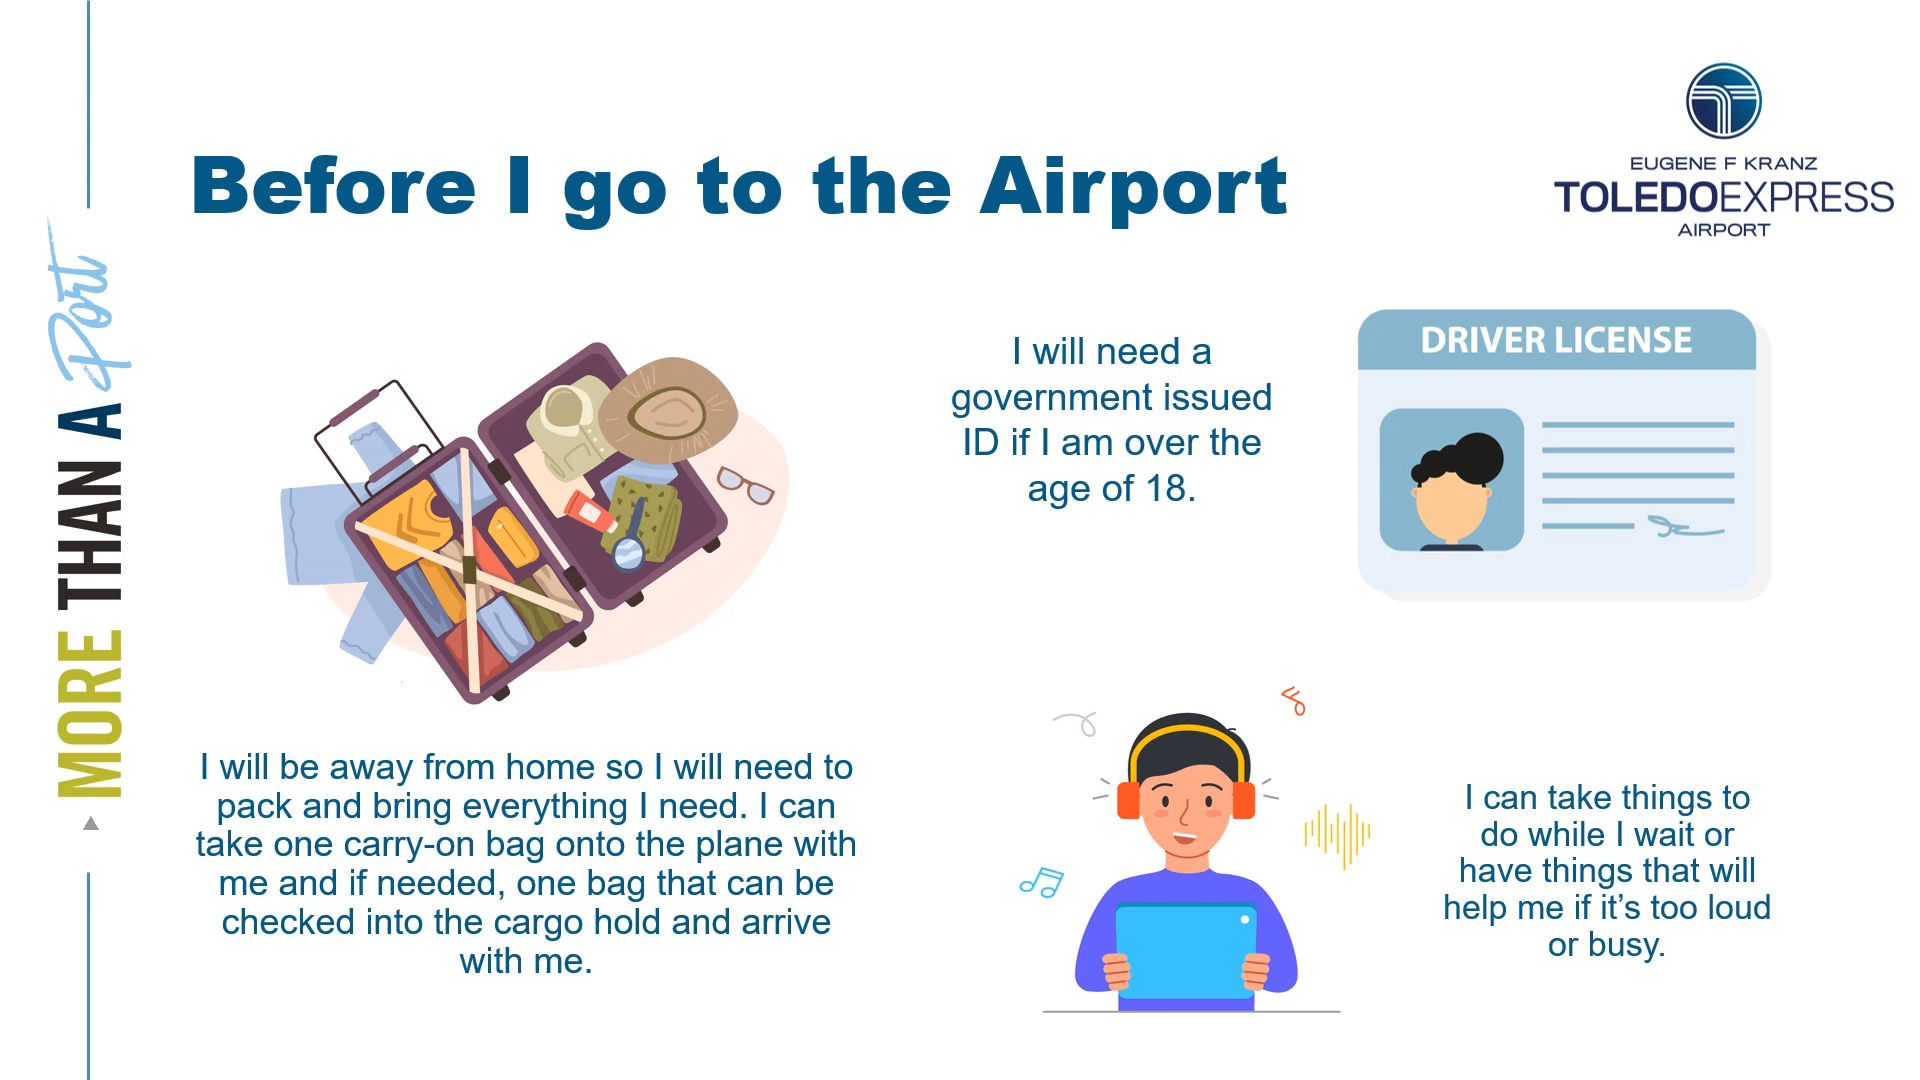 Before I go to the Airport
EUGENE F KRANZ
TOLEDOEXPRESS
AIRPORT
MORE THAN A Port
I will need a
government issued
ID if I am over the
age of 18.
DRIVER LICENSE
I will be away from home so I will need to
pack and bring everything I need. I can
take one carry-on bag onto the plane with
me and if needed, one bag that can be
checked into the cargo hold and arrive
with me.
I can take things to
do while I wait or
have things that will
help me if it’s too loud
or busy.